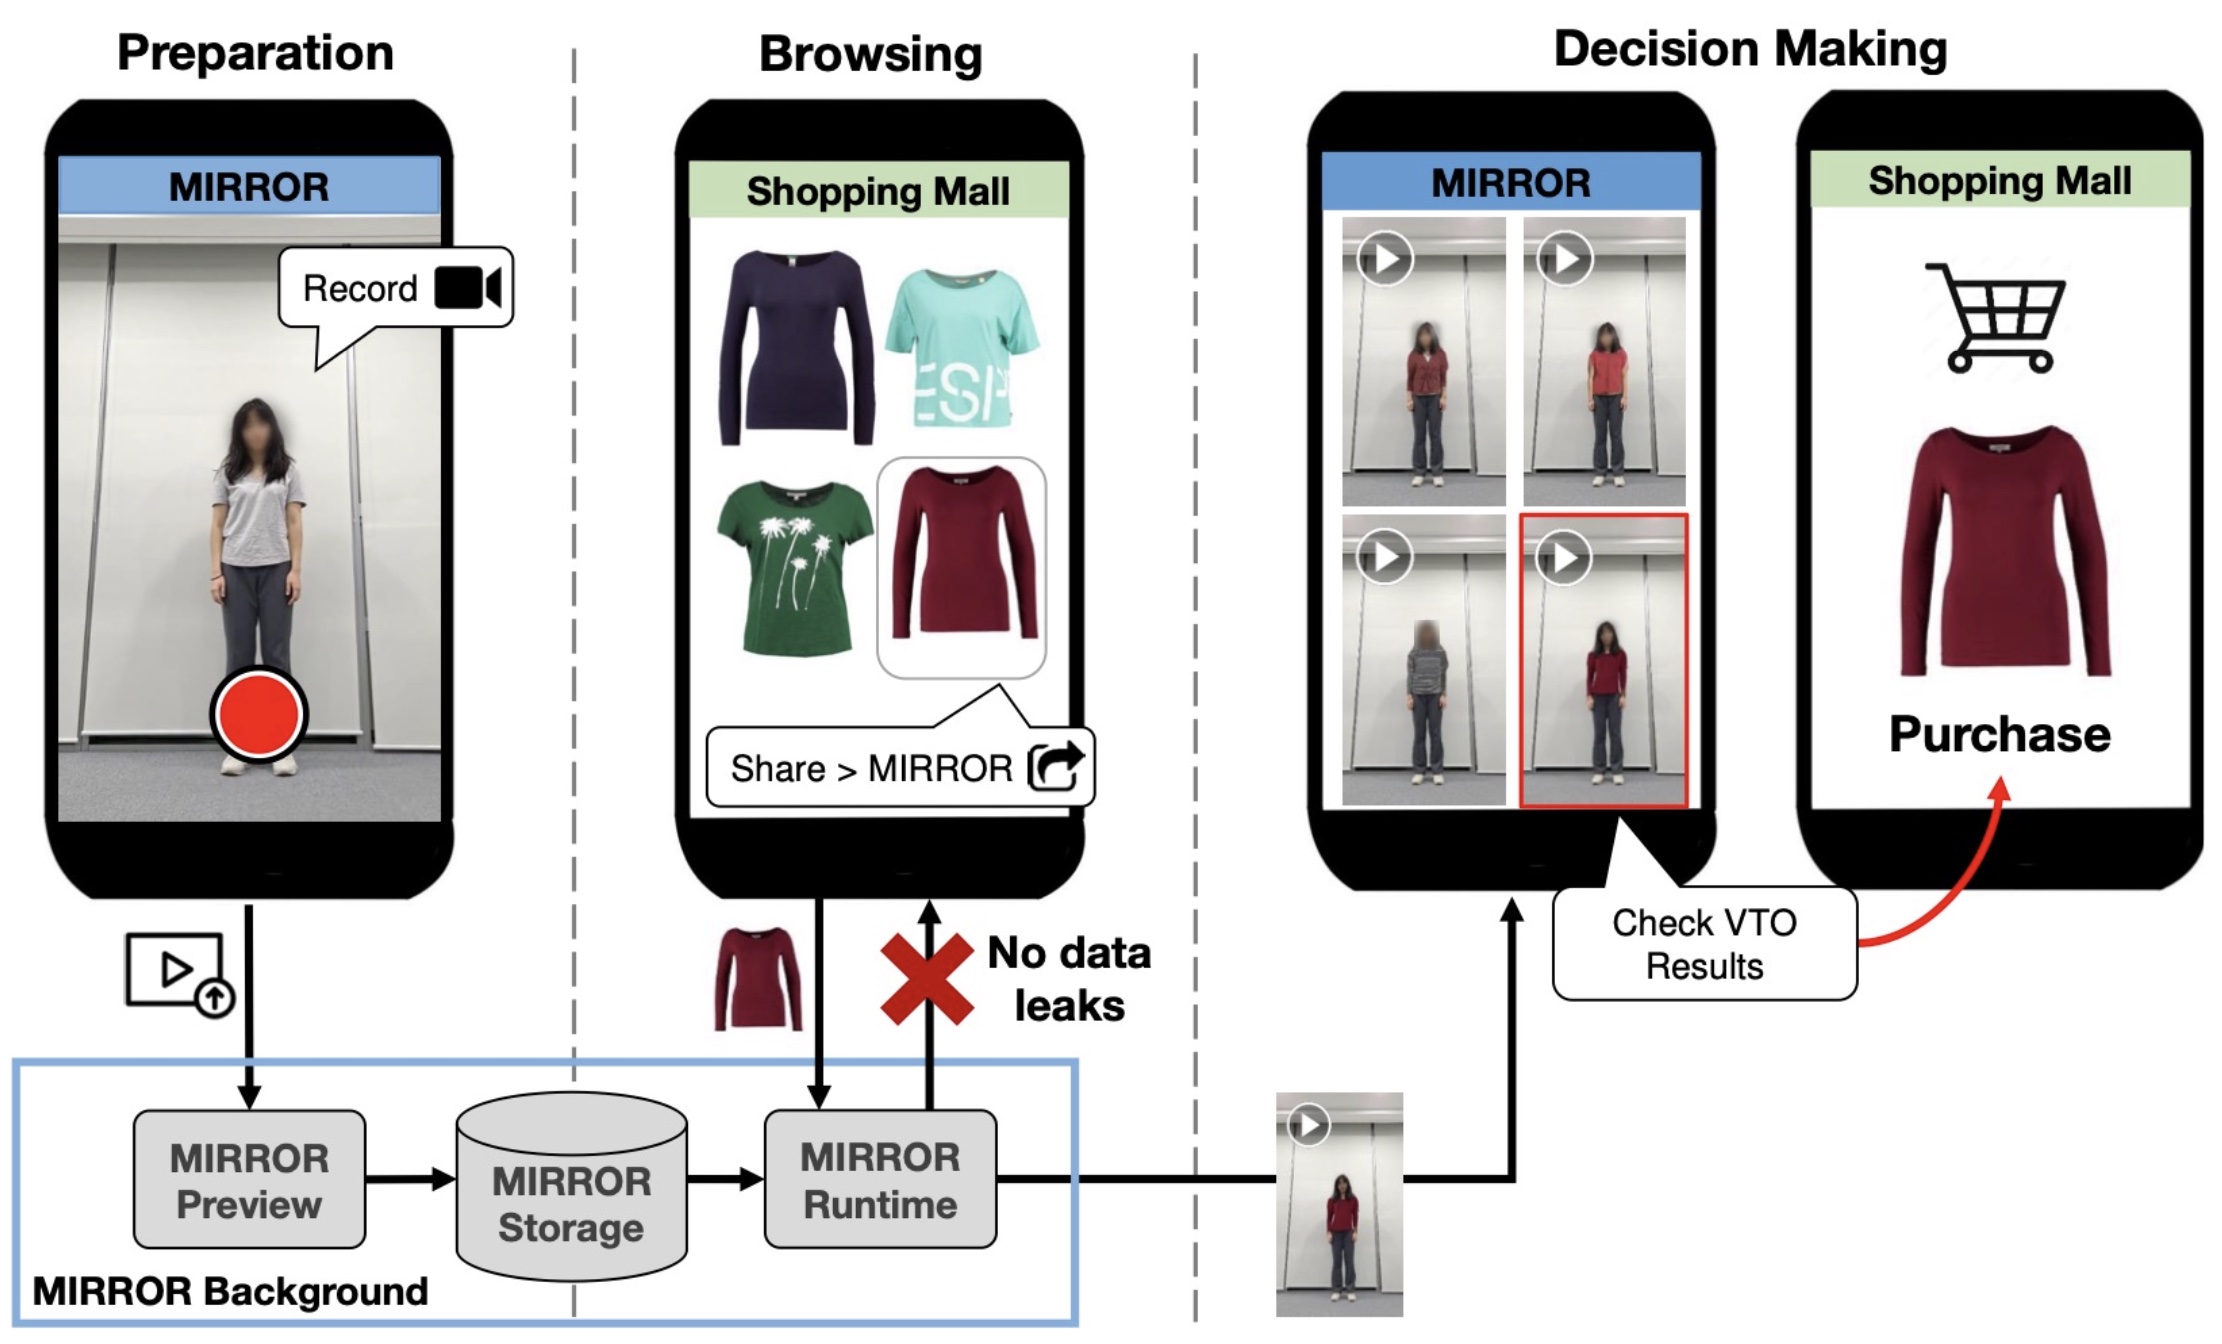 Preparation
MIRROR
Record
Browsing
Shopping Mall
ESP
Share > MIRROR
No data
leaks
Decision Making
MIRROR
Shopping Mall
Purchase
Check VTO
Results
MIRROR
Preview
MIRROR
Storage
MIRROR
Runtime
MIRROR Background